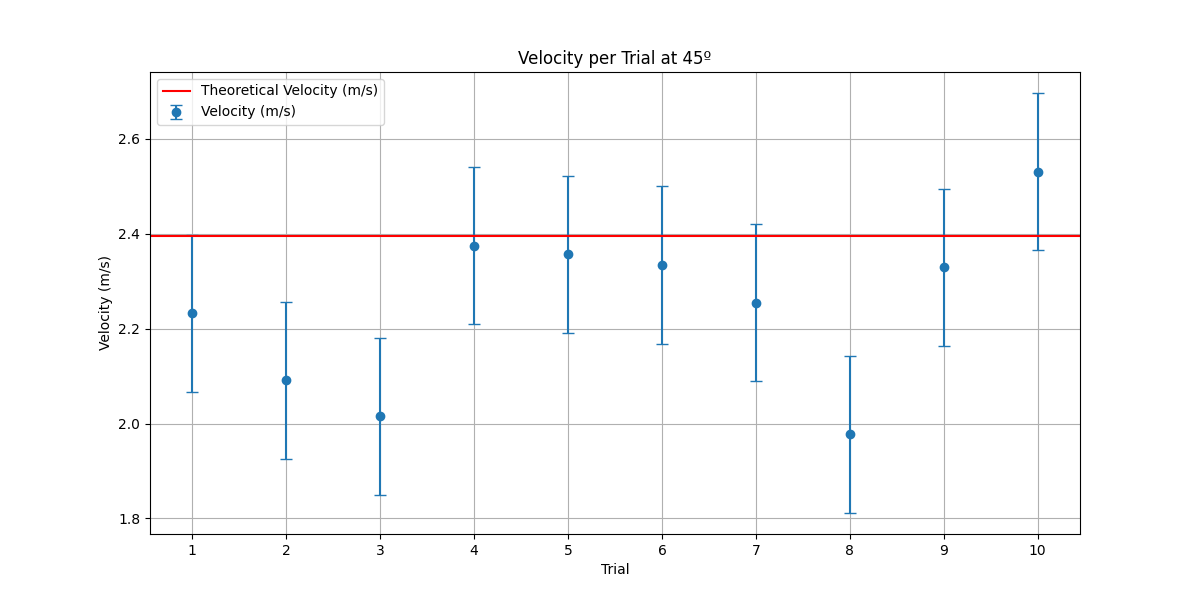 Velocity per Trial at 45º
Theoretical Velocity (m/s)
Velocity (m/s)
Velocity (m/s)
2.6
2.4
2.2
2.0
1.8
1 2 3 4 5 6 7 8 9 10
Trial